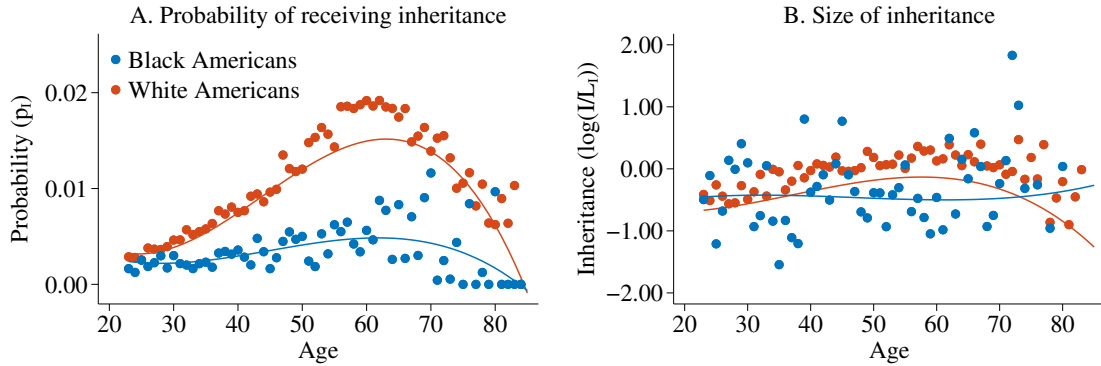 A. Probability of receiving inheritance
Black Americans
White Americans
Probability (p_I)
0.02
0.01
0.00
20 30 40 50 60 70 80
Age
B. Size of inheritance
Inheritance (log(I/L_I))
2.00
1.00
0.00
−1.00
−2.00
20 30 40 50 60 70 80
Age